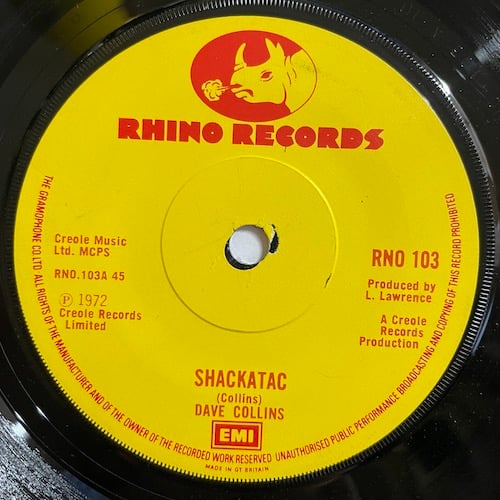 RHINO RECORDS
Creole Music
Ltd. MCPS
RNO.103A 45
Ⓟ 1972
Creole Records
Limited
RNO 103
Produced by
L. Lawrence
A Creole
Records
Production
SHACKATAC
(Collins)
DAVE COLLINS
EMI
THE GRAMOPHONE CO. LTD. ALL RIGHTS OF THE MANUFACTURER AND OF THE OWNER OF THE RECORDED WORK RESERVED UNAUTHORISED PUBLIC PERFORMANCE BROADCASTING AND COPYING OF THIS RECORD PROHIBITED
MADE IN GT BRITAIN